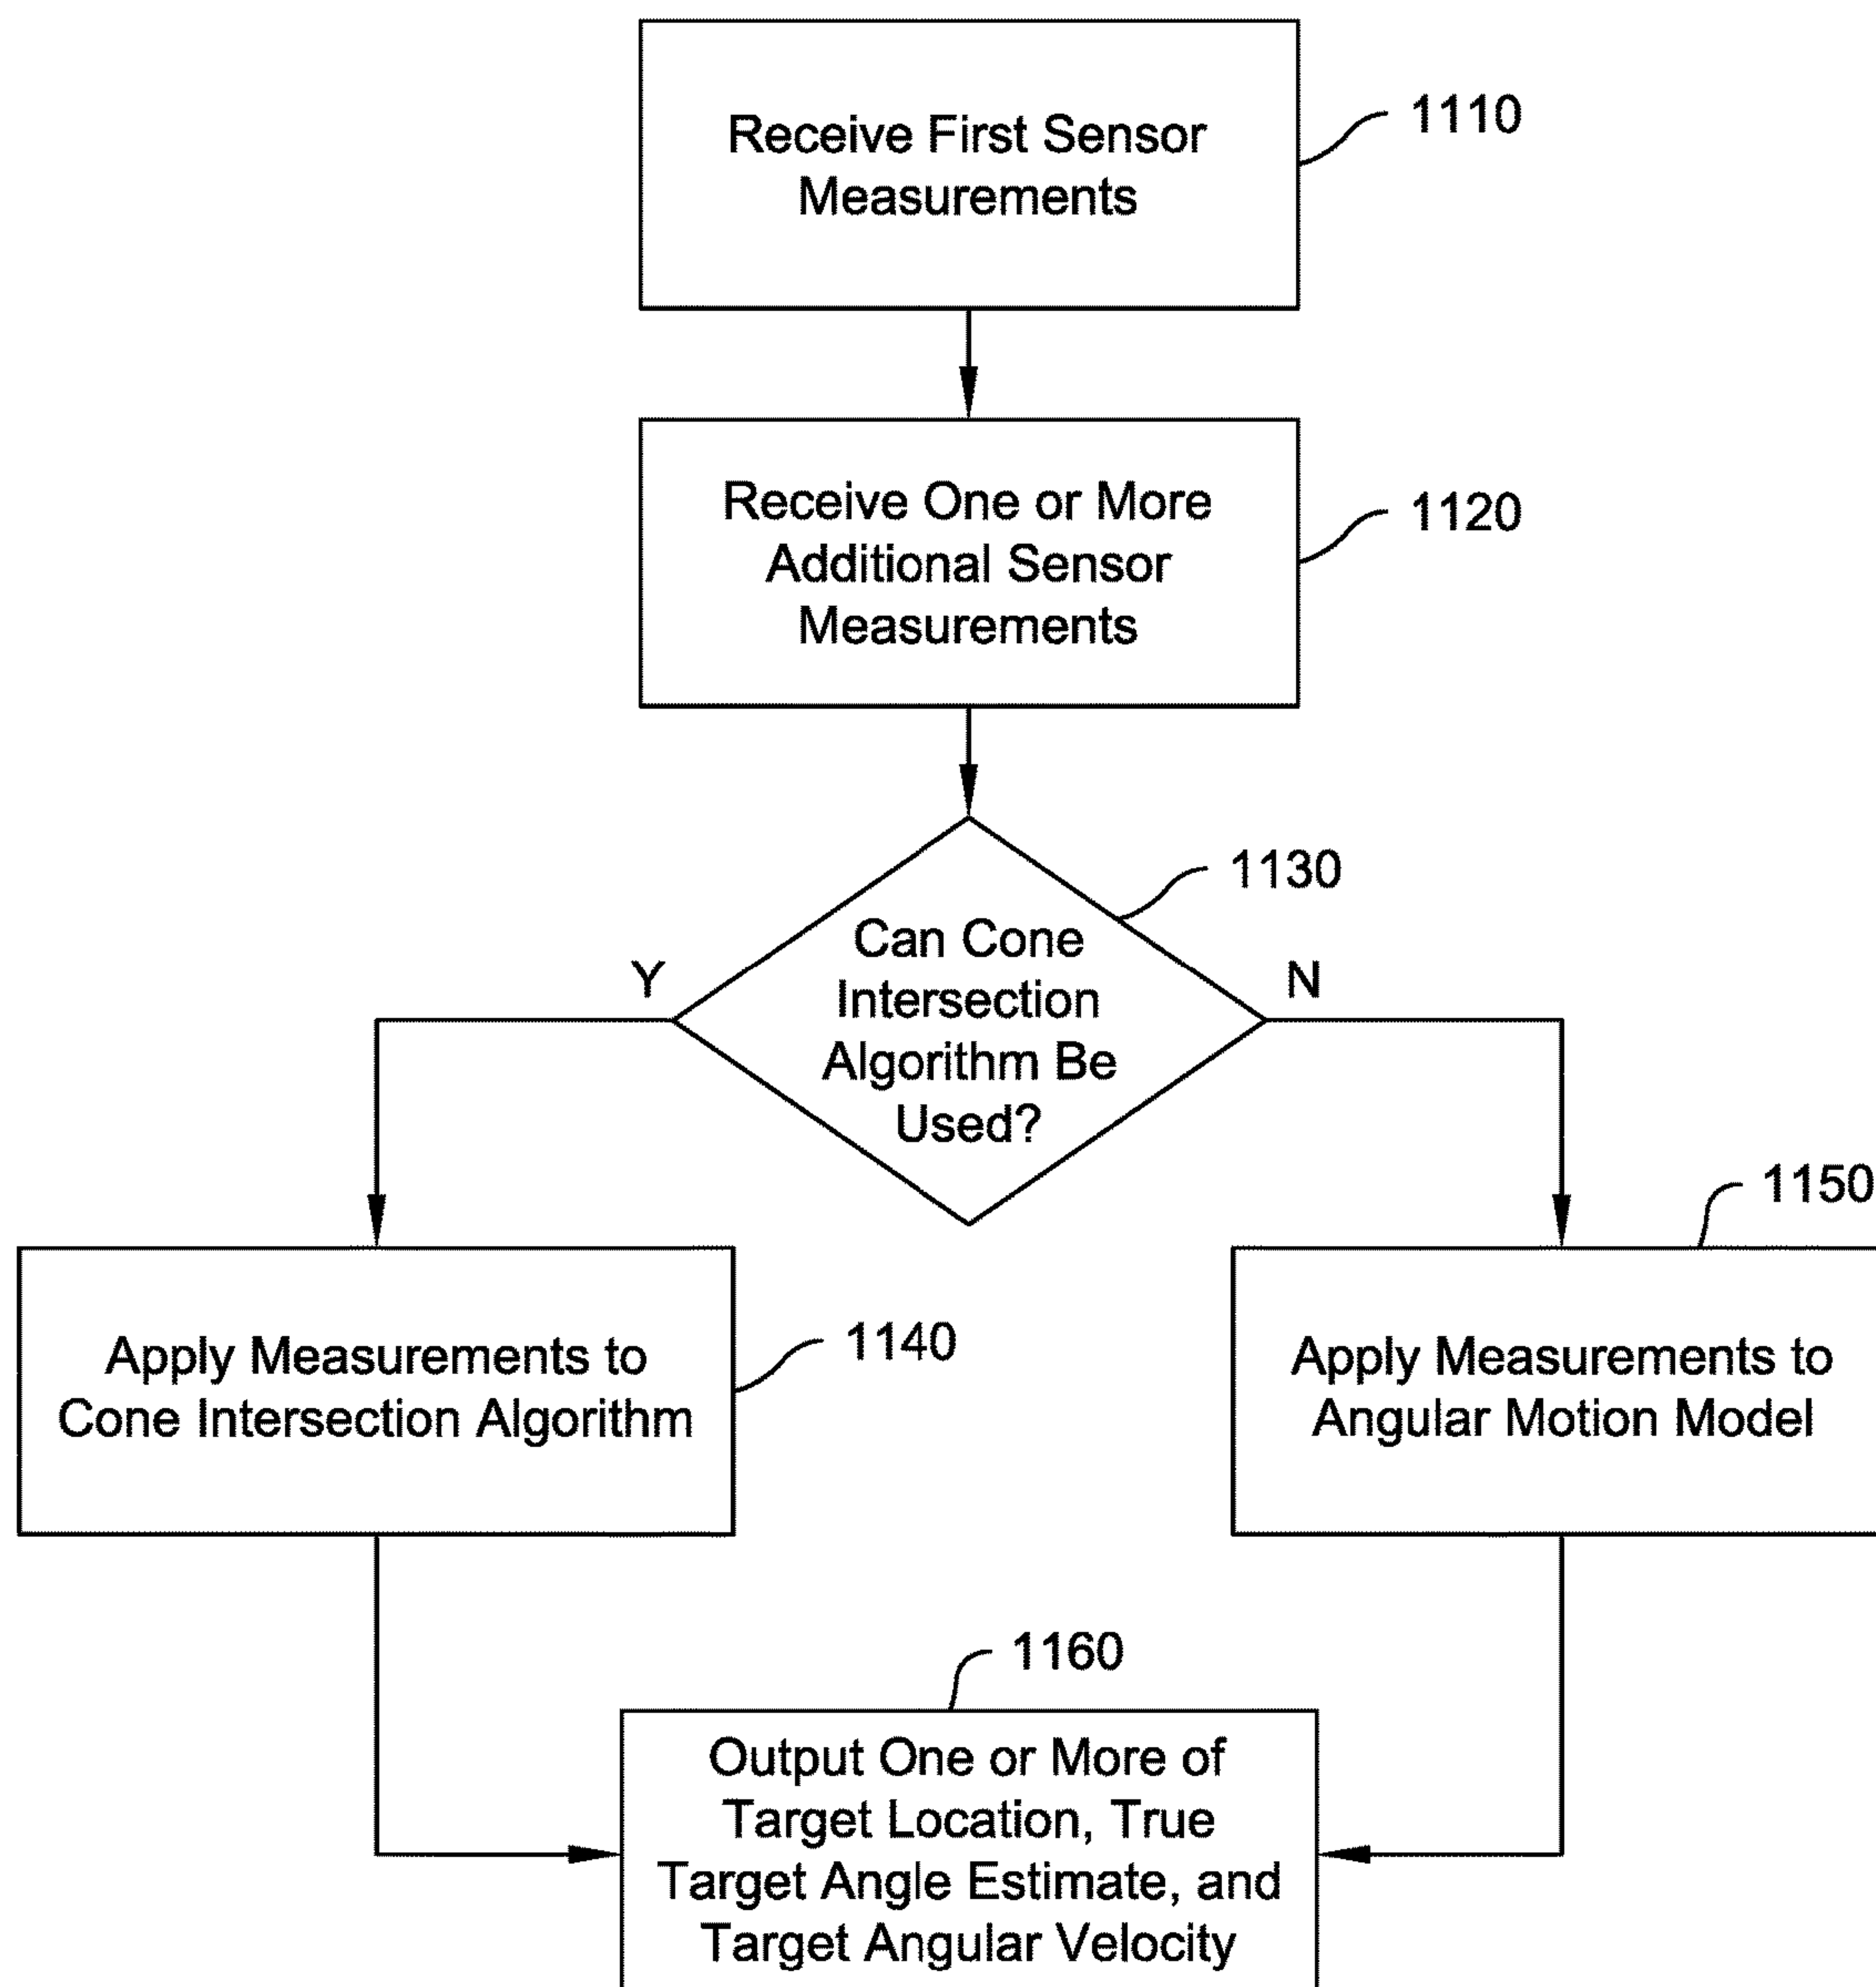 Receive First Sensor
Measurements
1110
Receive One or More
Additional Sensor
Measurements
1120
1130
Can Cone
Intersection
Algorithm Be
Used?
Y
N
1150
Apply Measurements to
Cone Intersection Algorithm
1140
Apply Measurements to
Angular Motion Model
1160
Output One or More of
Target Location, True
Target Angle Estimate, and
Target Angular Velocity